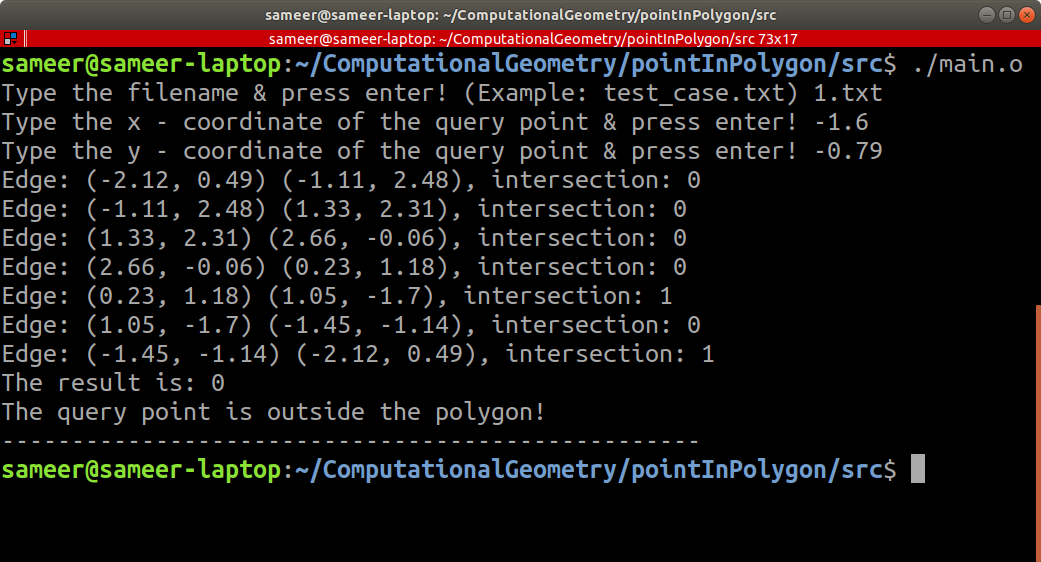 sameer@sameer-laptop: ~/ComputationalGeometry/pointInPolygon/src
sameer@sameer-laptop: ~/ComputationalGeometry/pointInPolygon/src 73x17
sameer@sameer-laptop:~/ComputationalGeometry/pointInPolygon/src$ ./main.o
Type the filename & press enter! (Example: test_case.txt) 1.txt
Type the x - coordinate of the query point & press enter! -1.6
Type the y - coordinate of the query point & press enter! -0.79
Edge: (-2.12, 0.49) (-1.11, 2.48), intersection: 0
Edge: (-1.11, 2.48) (1.33, 2.31), intersection: 0
Edge: (1.33, 2.31) (2.66, -0.06), intersection: 0
Edge: (2.66, -0.06) (0.23, 1.18), intersection: 0
Edge: (0.23, 1.18) (1.05, -1.7), intersection: 1
Edge: (1.05, -1.7) (-1.45, -1.14), intersection: 0
Edge: (-1.45, -1.14) (-2.12, 0.49), intersection: 1
The result is: 0
The query point is outside the polygon!
--------------------------------------------------
sameer@sameer-laptop:~/ComputationalGeometry/pointInPolygon/src$